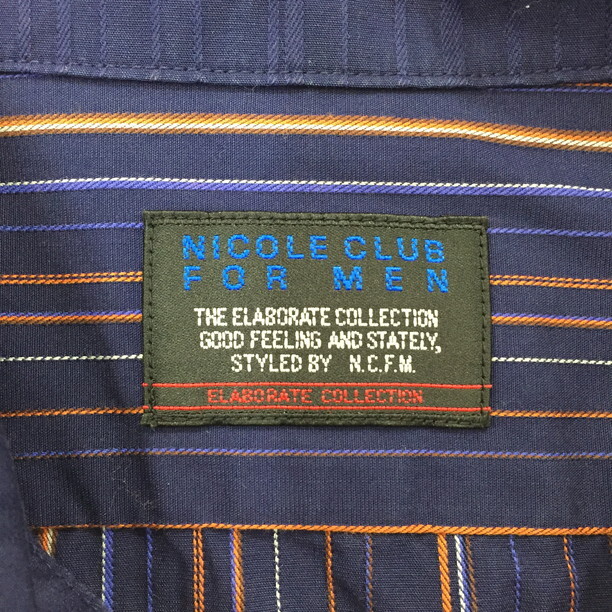 NICOLE CLUB
FOR MEN
THE ELABORATE COLLECTION
GOOD FEELING AND STATELY,
STYLED BY N.C.F.M.
ELABORATE COLLECTION